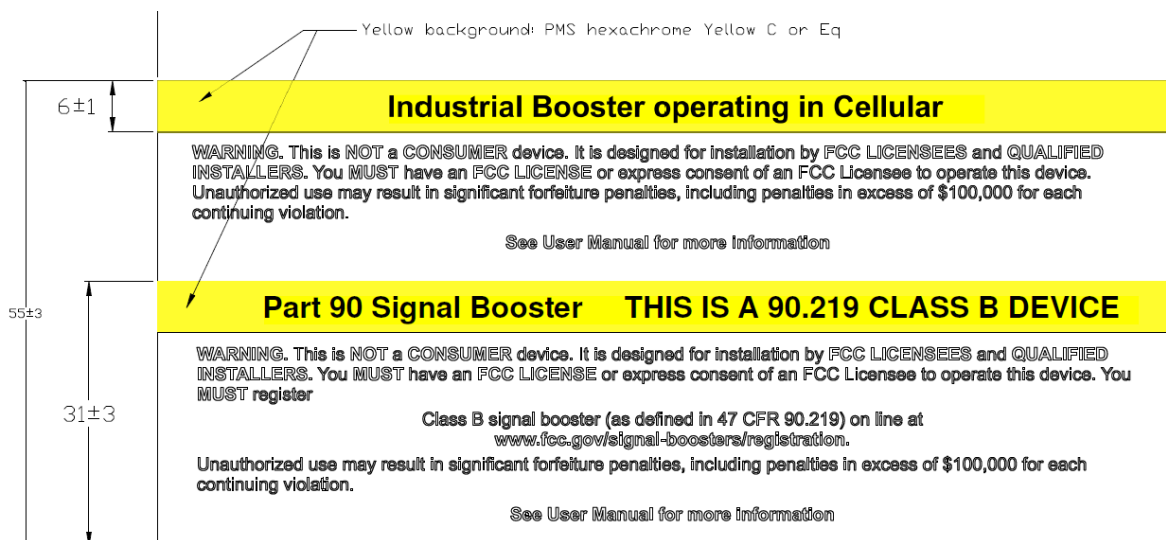 Yellow background: PMS hexachrome Yellow C or Eq
6±1
Industrial Booster operating in Cellular
WARNING. This is NOT a CONSUMER device. It is designed for installation by FCC LICENSEES and QUALIFIED
INSTALLERS. You MUST have an FCC LICENSE or express consent of an FCC Licensee to operate this device.
Unauthorized use may result in significant forfeiture penalties, including penalties in excess of $100,000 for each
continuing violation.
See User Manual for more information
55±3
Part 90 Signal Booster THIS IS A 90.219 CLASS B DEVICE
WARNING. This is NOT a CONSUMER device. It is designed for installation by FCC LICENSEES and QUALIFIED
INSTALLERS. You MUST have an FCC LICENSE or express consent of an FCC Licensee to operate this device. You
MUST register
31±3
Class B signal booster (as defined in 47 CFR 90.219) on line at
www.fcc.gov/signal-boosters/registration.
Unauthorized use may result in significant forfeiture penalties, including penalties in excess of $100,000 for each
continuing violation.
See User Manual for more information